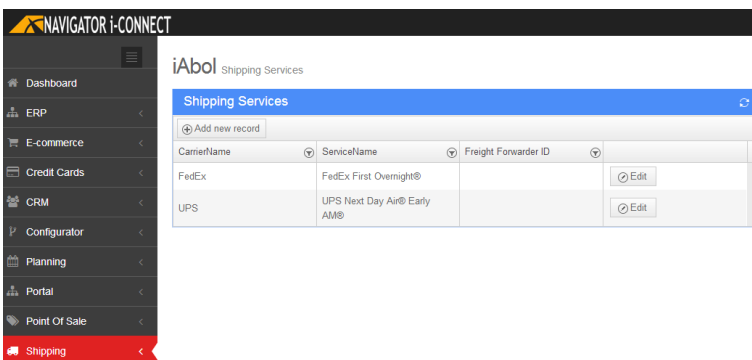 NAVIGATOR i-CONNECT
iAbol Shipping Services
Dashboard
ERP
E-commerce
Credit Cards
CRM
Configurator
Planning
Portal
Point Of Sale
Shipping
Shipping Services
Add new record
CarrierName ServiceName Freight Forwarder ID
FedEx FedEx First Overnight® Edit
UPS UPS Next Day Air® Early
AM® Edit